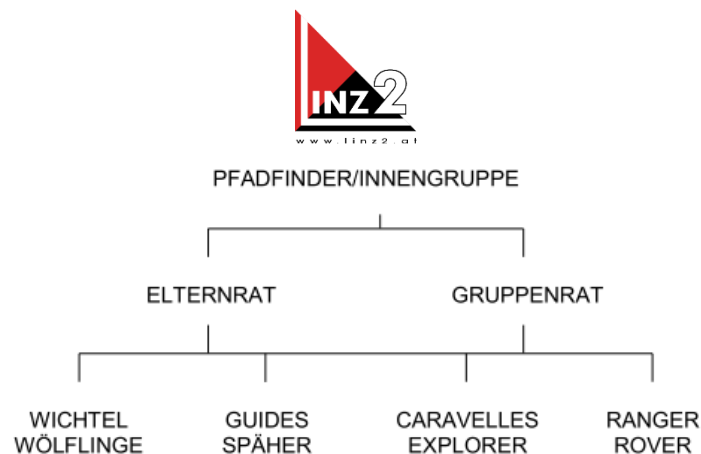 LINZ2
www.linz2.at
PFADFINDER/INNENGRUPPE
ELTERNRAT
GRUPPENRAT
WICHTEL
WÖLFLINGE
GUIDES
SPÄHER
CARAVELLES
EXPLORER
RANGER
ROVER